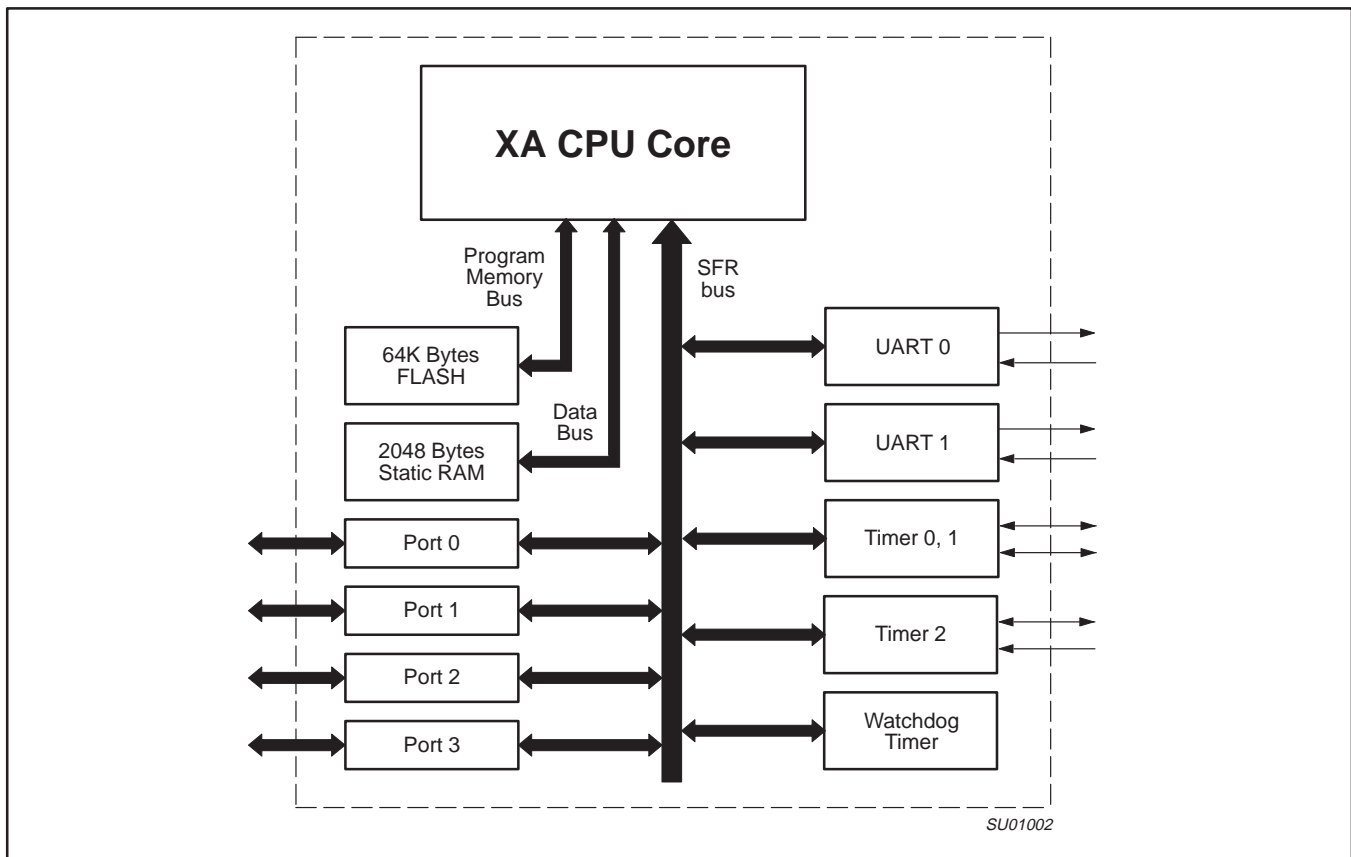 XA CPU Core
Program
Memory
Bus
SFR
bus
64K Bytes
FLASH
Data
Bus
2048 Bytes
Static RAM
Port 0
Port 1
Port 2
Port 3
UART 0
UART 1
Timer 0, 1
Timer 2
Watchdog
Timer
SU01002